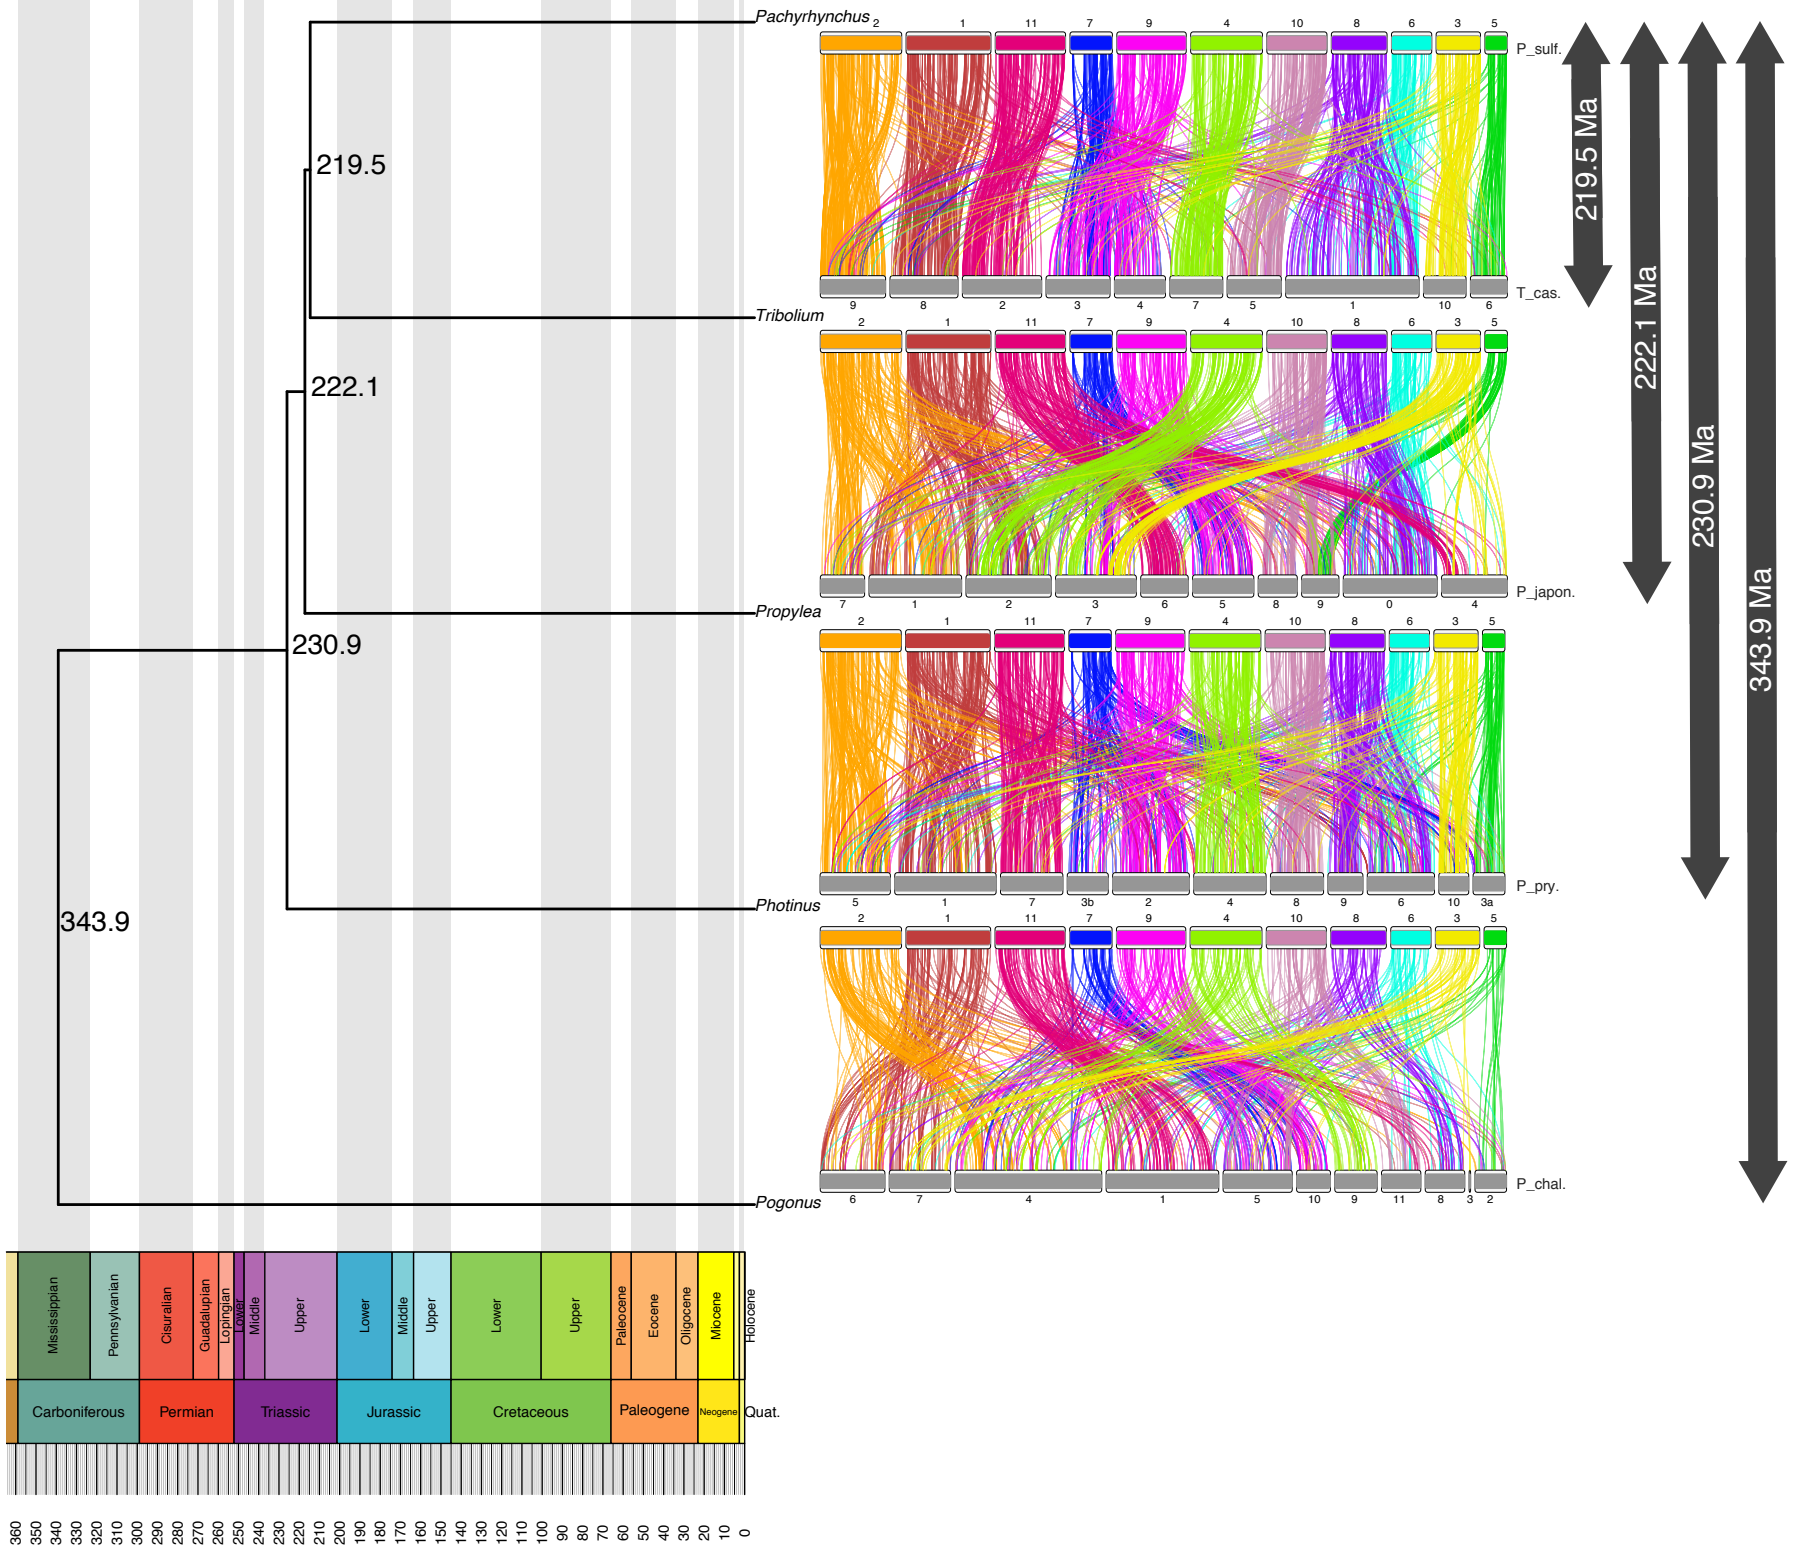 Pachyrhynchus
2 1 11 7 9 4 10 8 6 3 5
P_sulf.
219.5
219.5 Ma
T_cas.
9 8 2 3 4 7 5 1 10 6
Tribolium
2 1 11 7 9 4 10 8 6 3 5
222.1
222.1 Ma
P_japon.
7 1 2 3 6 5 8 9 0 4
Propylea
2 1 11 7 9 4 10 8 6 3 5
230.9
230.9 Ma
343.9 Ma
P_pry.
5 1 7 3b 2 4 8 9 6 10 3a
Photinus
2 1 11 7 9 4 10 8 6 3 5
343.9
P_chal.
6 7 4 1 5 10 9 11 8 3 2
Pogonus
Mississippian Pennsylvanian Cisuralian Guadalupian Lopingian Lower Middle Upper Lower Middle Upper Lower Upper Paleocene Eocene Oligocene Miocene Holocene
Carboniferous Permian Triassic Jurassic Cretaceous Paleogene Neogene Quat.
360 350 340 330 320 310 300 290 280 270 260 250 240 230 220 210 200 190 180 170 160 150 140 130 120 110 100 90 80 70 60 50 40 30 20 10 0